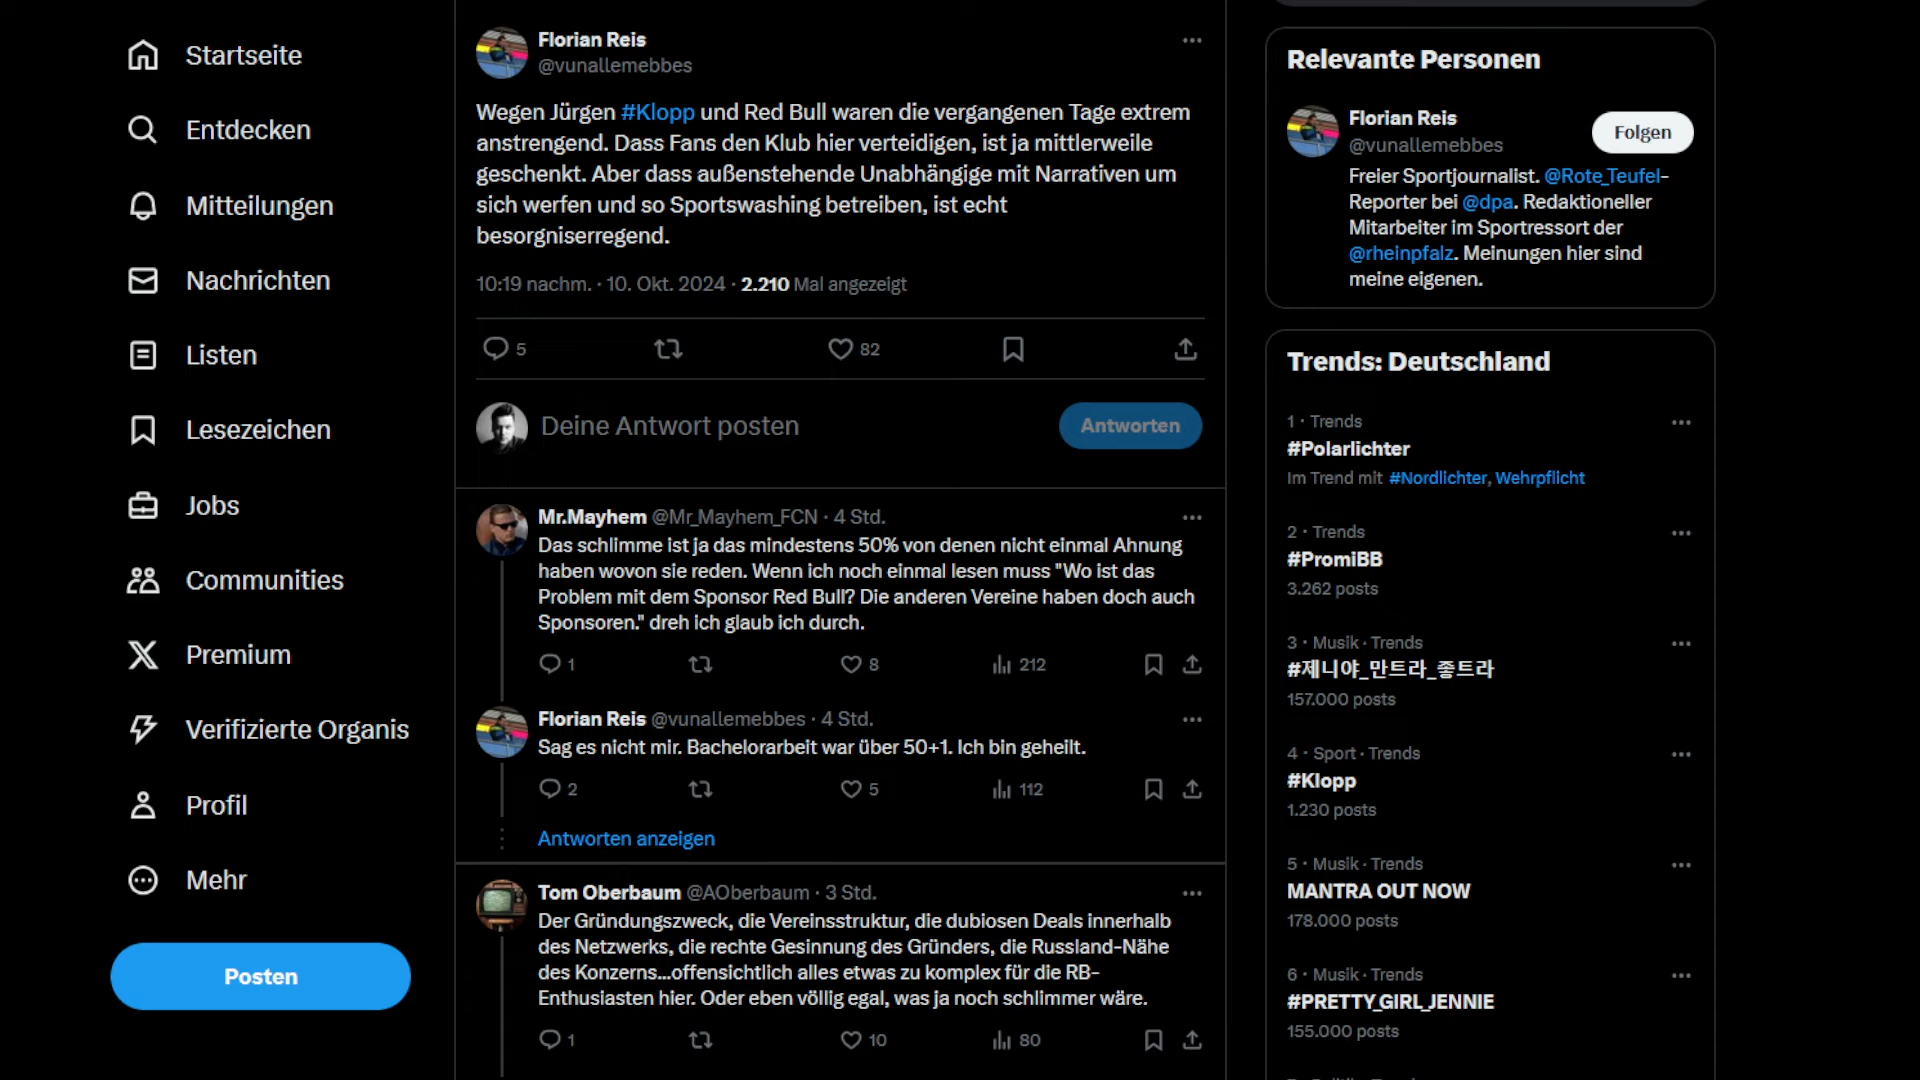 Startseite
Entdecken
Mitteilungen
Nachrichten
Listen
Lesezeichen
Jobs
Communities
Premium
Verifizierte Organis
Profil
Mehr
Posten
Florian Reis
@vunallemebbes
Wegen Jürgen #Klopp und Red Bull waren die vergangenen Tage extrem
anstrengend. Dass Fans den Klub hier verteidigen, ist ja mittlerweile
geschenkt. Aber dass außenstehende Unabhängige mit Narrativen um
sich werfen und so Sportswashing betreiben, ist echt
besorgniserregend.
10:19 nachm. · 10. Okt. 2024 · 2.210 Mal angezeigt
5 82
Deine Antwort posten
Antworten
Mr.Mayhem @Mr_Mayhem_FCN · 4 Std.
Das schlimme ist ja das mindestens 50% von denen nicht einmal Ahnung
haben wovon sie reden. Wenn ich noch einmal lesen muss "Wo ist das
Problem mit dem Sponsor Red Bull? Die anderen Vereine haben doch auch
Sponsoren." dreh ich glaub ich durch.
1 8 212
Florian Reis @vunallemebbes · 4 Std.
Sag es nicht mir. Bachelorarbeit war über 50+1. Ich bin geheilt.
2 5 112
Antworten anzeigen
Tom Oberbaum @AOberbaum · 3 Std.
Der Gründungszweck, die Vereinsstruktur, die dubiosen Deals innerhalb
des Netzwerks, die rechte Gesinnung des Gründers, die Russland-Nähe
des Konzerns...offensichtlich alles etwas zu komplex für die RB-
Enthusiasten hier. Oder eben völlig egal, was ja noch schlimmer wäre.
1 10 80
Relevante Personen
Florian Reis
@vunallemebbes
Folgen
Freier Sportjournalist. @Rote_Teufel-
Reporter bei @dpa. Redaktioneller
Mitarbeiter im Sportressort der
@rheinpfalz. Meinungen hier sind
meine eigenen.
Trends: Deutschland
1 · Trends
#Polarlichter
Im Trend mit #Nordlichter, Wehrpflicht
2 · Trends
#PromiBB
3.262 posts
3 · Musik · Trends
#제니야_만트라_좋트라
157.000 posts
4 · Sport · Trends
#Klopp
1.230 posts
5 · Musik · Trends
MANTRA OUT NOW
178.000 posts
6 · Musik · Trends
#PRETTY_GIRL_JENNIE
155.000 posts